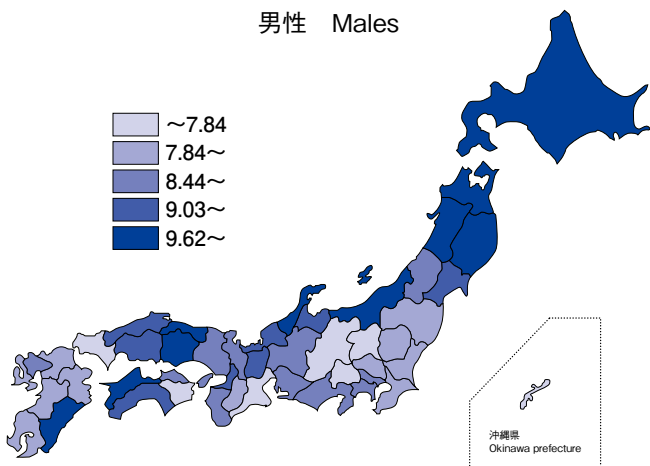 男性　Males
～7.84
7.84～
8.44～
9.03～
9.62～
沖縄県
Okinawa prefecture